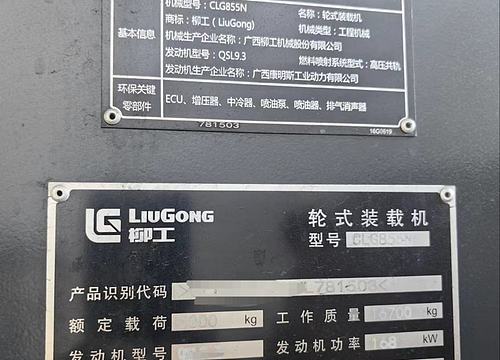 机械型号：CLG855N 名称：轮式装载机
商标：柳工（LiuGong） 机械类型：工程机械
基本信息 机械生产企业名称：广西柳工机械股份有限公司
发动机型号：QSL9.3 燃料喷射系统型式：高压共轨
发动机生产企业名称：广西康明斯工业动力有限公司
环保关键零部件 ECU、增压器、中冷器、喷油泵、喷油器、排气消声器
781503 16G0619
LIUGONG 轮式装载机
柳工 型号 CLG855N
产品识别代码 781503<
额定载荷 kg 工作质量 16700 kg
发动机型号 发动机功率 168 kW